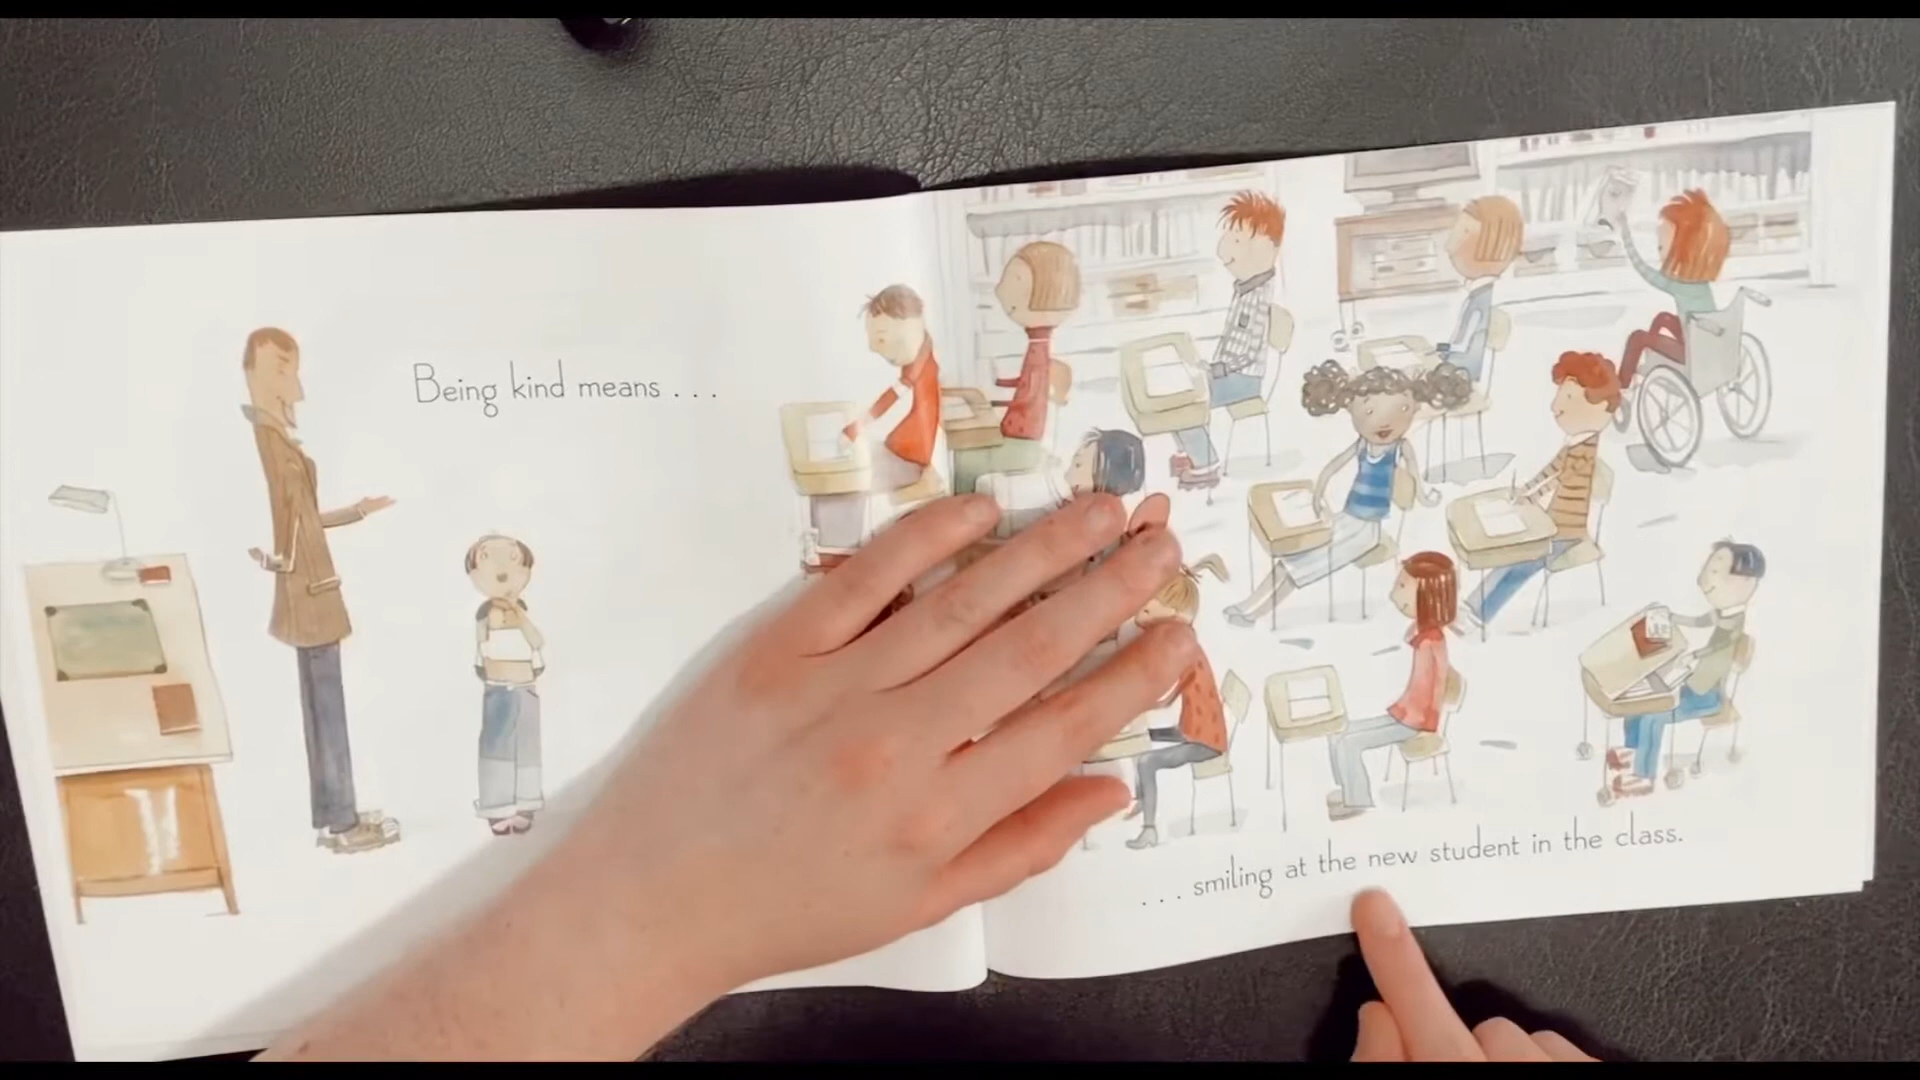 Being kind means . . .
. . . smiling at the new student in the class.